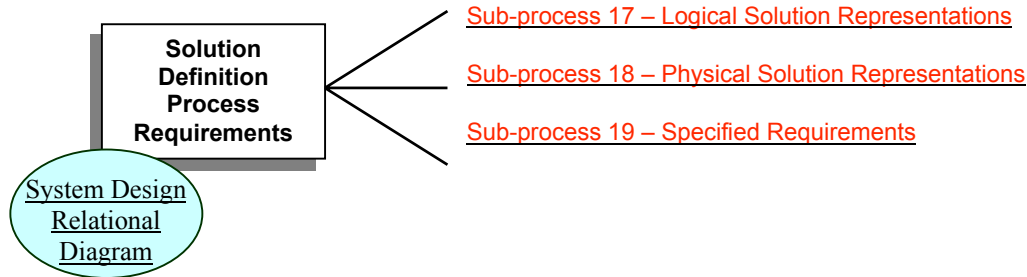 Solution
Definition
Process
Requirements
System Design
Relational
Diagram
Sub-process 17 – Logical Solution Representations
Sub-process 18 – Physical Solution Representations
Sub-process 19 – Specified Requirements